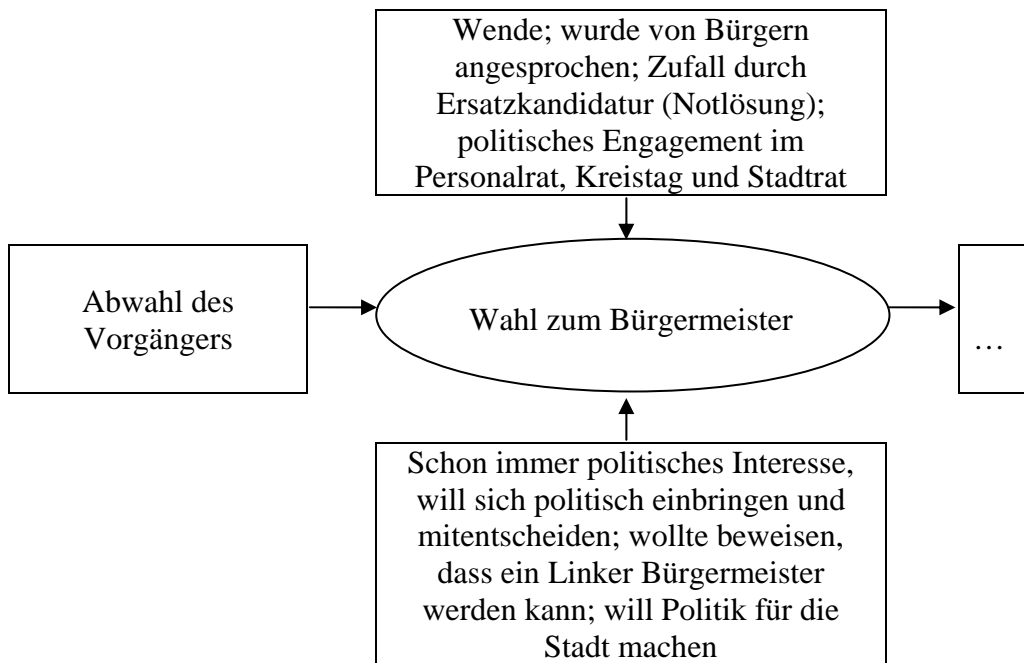 Wende; wurde von Bürgern
angesprochen; Zufall durch
Ersatzkandidatur (Notlösung);
politisches Engagement im
Personalrat, Kreistag und Stadtrat
Abwahl des
Vorgängers
Wahl zum Bürgermeister
…
Schon immer politisches Interesse,
will sich politisch einbringen und
mitentscheiden; wollte beweisen,
dass ein Linker Bürgermeister
werden kann; will Politik für die
Stadt machen